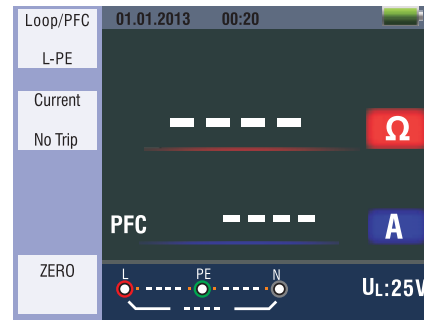 Loop/PFC
L-PE
Current
No Trip
ZERO
01.01.2013 00:20
---- Ω
PFC ---- A
L PE N
UL:25V